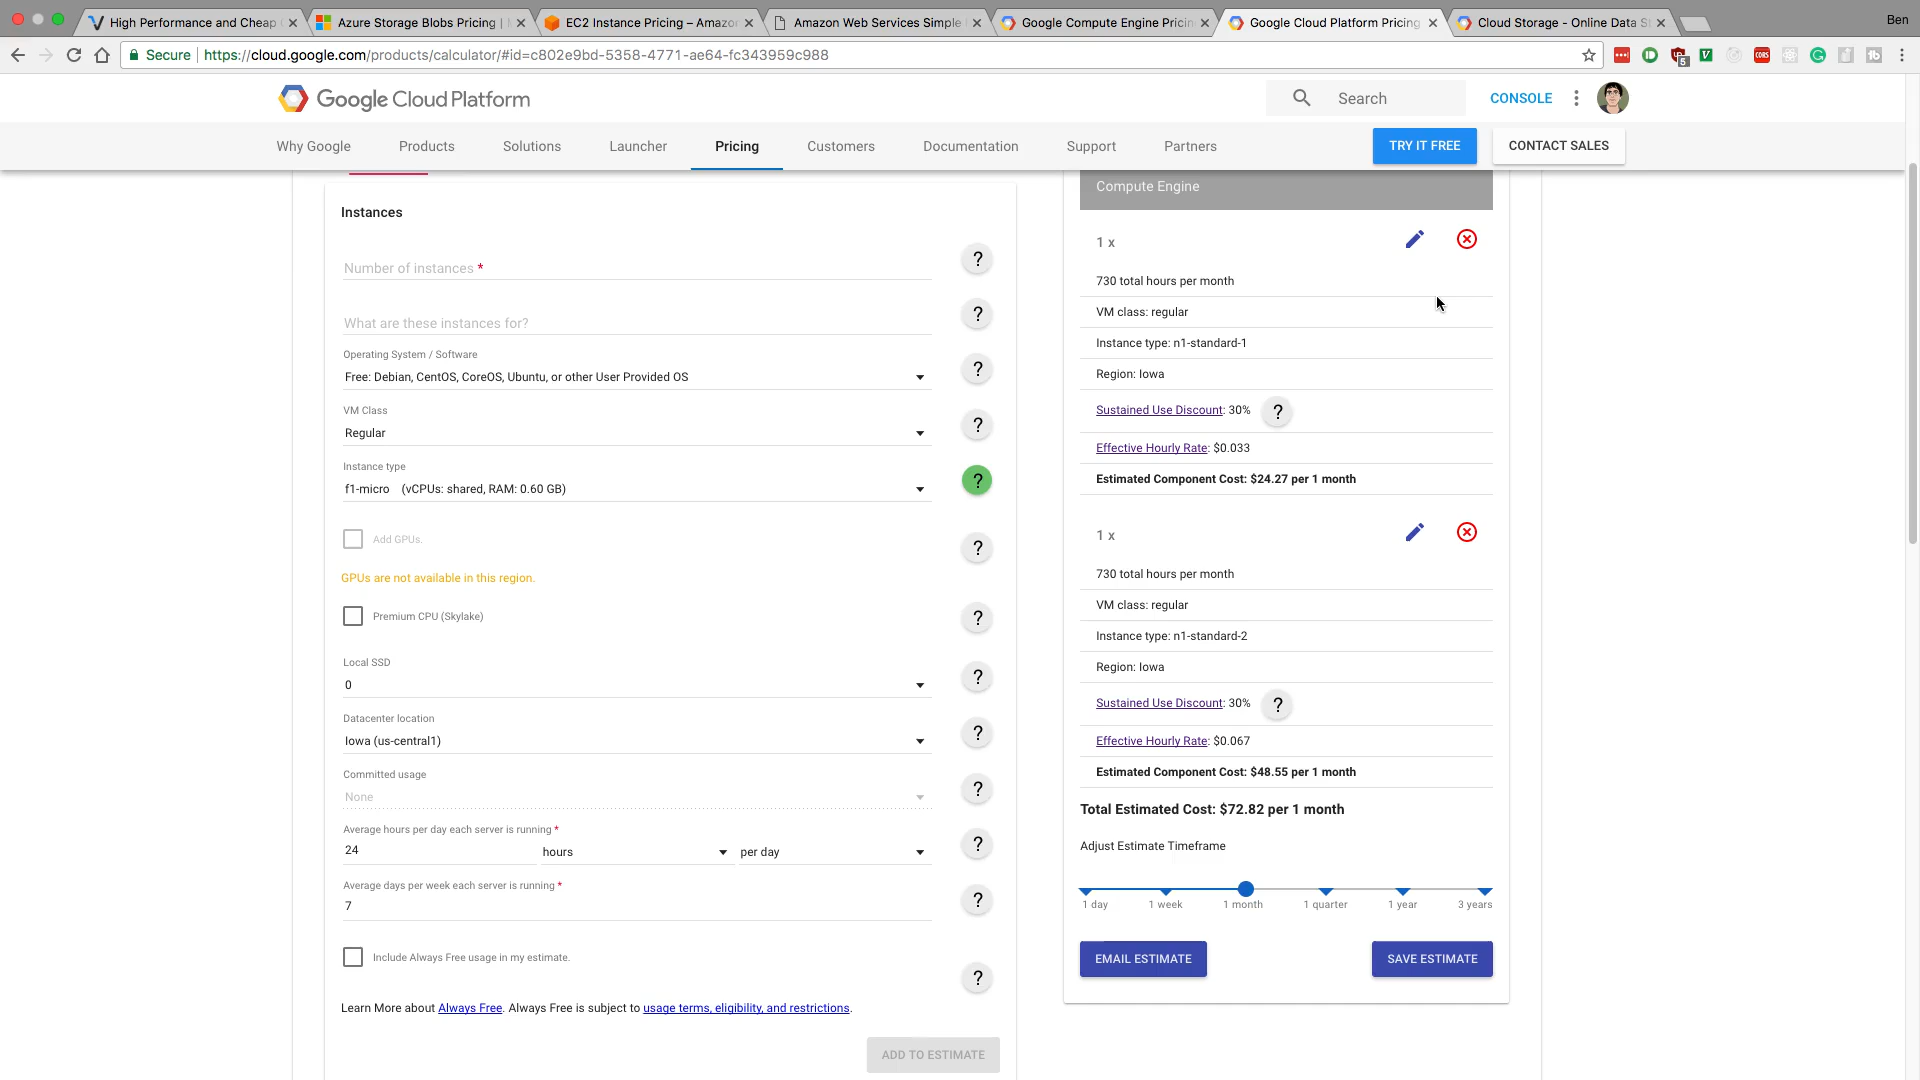 High Performance and Cheap
Azure Storage Blobs Pricing |
EC2 Instance Pricing – Amazo
Amazon Web Services Simple
Google Compute Engine Pricin
Google Cloud Platform Pricing
Cloud Storage - Online Data S
Ben
Secure https://cloud.google.com/products/calculator/#id=c802e9bd-5358-4771-ae64-fc343959c988
5
CORS
Google Cloud Platform
Search
CONSOLE
Why Google
Products
Solutions
Launcher
Pricing
Customers
Documentation
Support
Partners
TRY IT FREE
CONTACT SALES
Instances
Number of instances *
?
What are these instances for?
?
Operating System / Software
Free: Debian, CentOS, CoreOS, Ubuntu, or other User Provided OS
?
VM Class
Regular
?
Instance type
f1-micro (vCPUs: shared, RAM: 0.60 GB)
?
Add GPUs.
?
GPUs are not available in this region.
Premium CPU (Skylake)
?
Local SSD
0
?
Datacenter location
Iowa (us-central1)
?
Committed usage
None
?
Average hours per day each server is running *
24 hours per day
?
Average days per week each server is running *
7
?
Include Always Free usage in my estimate.
?
Learn More about Always Free. Always Free is subject to usage terms, eligibility, and restrictions.
ADD TO ESTIMATE
Compute Engine
1 x
730 total hours per month
VM class: regular
Instance type: n1-standard-1
Region: Iowa
Sustained Use Discount: 30% ?
Effective Hourly Rate: $0.033
Estimated Component Cost: $24.27 per 1 month
1 x
730 total hours per month
VM class: regular
Instance type: n1-standard-2
Region: Iowa
Sustained Use Discount: 30% ?
Effective Hourly Rate: $0.067
Estimated Component Cost: $48.55 per 1 month
Total Estimated Cost: $72.82 per 1 month
Adjust Estimate Timeframe
1 day 1 week 1 month 1 quarter 1 year 3 years
EMAIL ESTIMATE
SAVE ESTIMATE